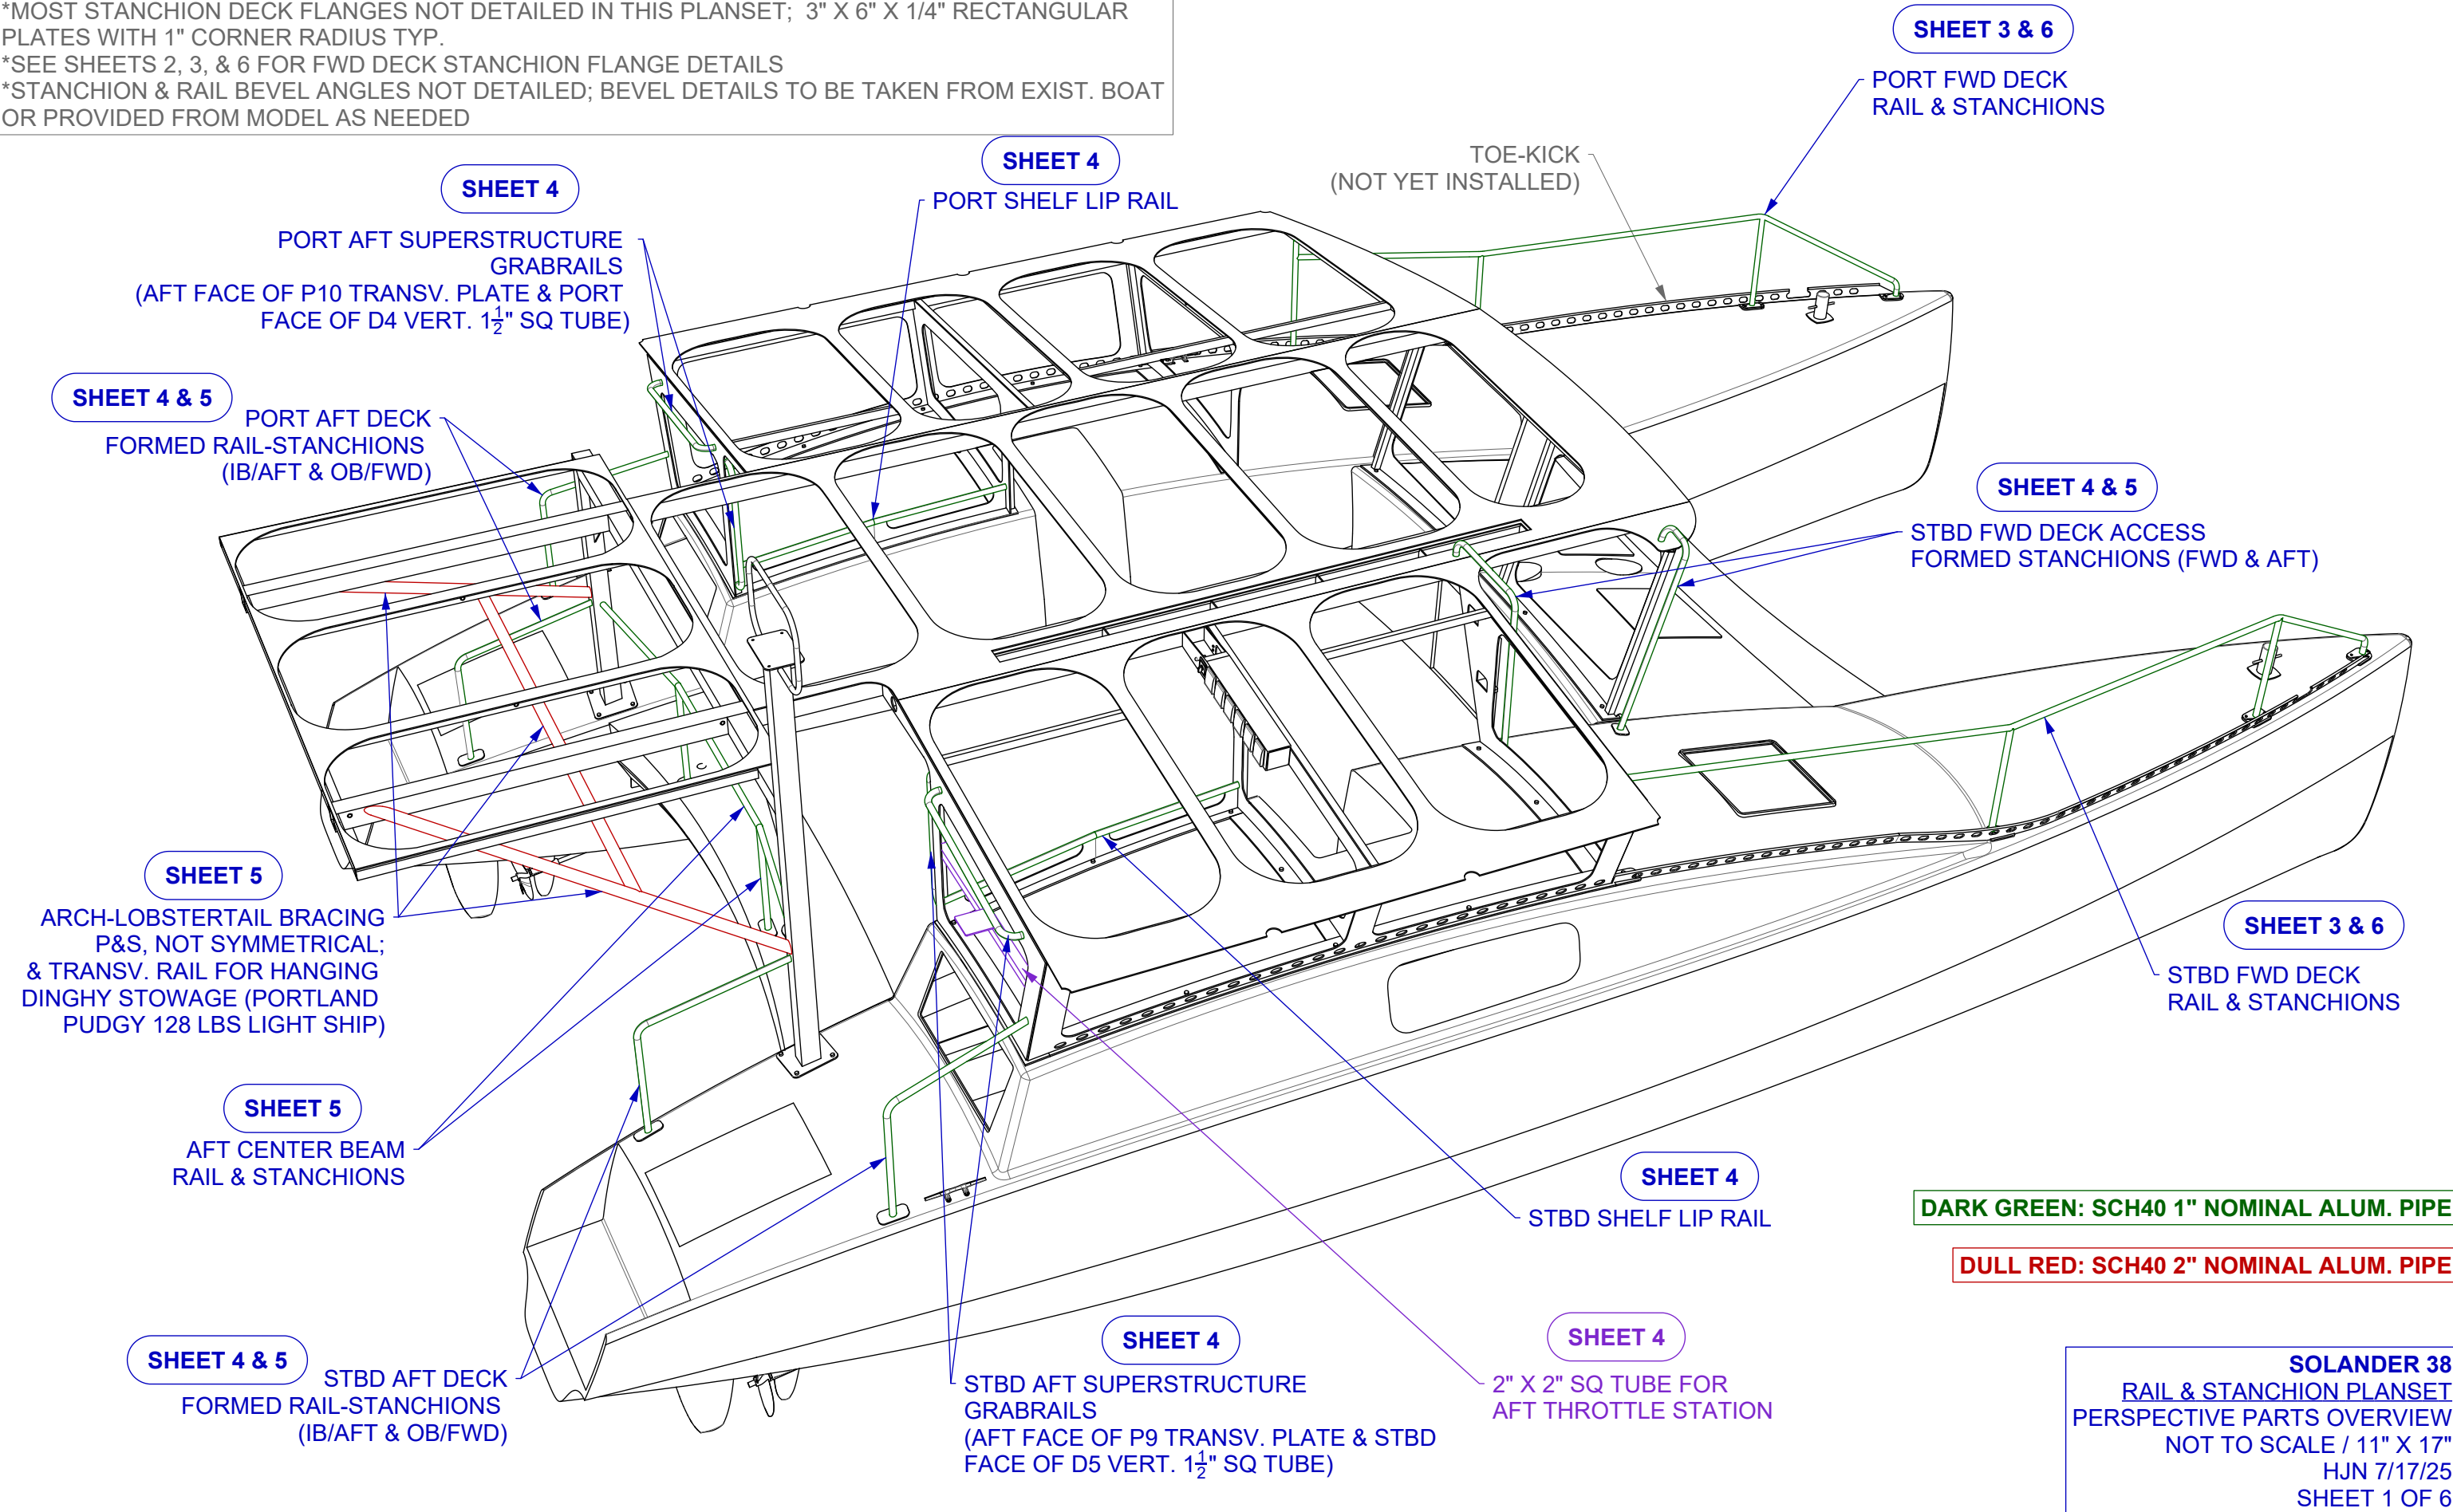 *MOST STANCHION DECK FLANGES NOT DETAILED IN THIS PLANSET;  3" X 6" X 1/4" RECTANGULAR
PLATES WITH 1" CORNER RADIUS TYP.
*SEE SHEETS 2, 3, & 6 FOR FWD DECK STANCHION FLANGE DETAILS
*STANCHION & RAIL BEVEL ANGLES NOT DETAILED; BEVEL DETAILS TO BE TAKEN FROM EXIST. BOAT
OR PROVIDED FROM MODEL AS NEEDED
SHEET 3 & 6
PORT FWD DECK
RAIL & STANCHIONS
TOE-KICK
(NOT YET INSTALLED)
SHEET 4
PORT SHELF LIP RAIL
SHEET 4
PORT AFT SUPERSTRUCTURE
GRABRAILS
(AFT FACE OF P10 TRANSV. PLATE & PORT
FACE OF D4 VERT. 1 1/2" SQ TUBE)
SHEET 4 & 5
PORT AFT DECK
FORMED RAIL-STANCHIONS
(IB/AFT & OB/FWD)
SHEET 4 & 5
STBD FWD DECK ACCESS
FORMED STANCHIONS (FWD & AFT)
SHEET 5
ARCH-LOBSTERTAIL BRACING
P&S, NOT SYMMETRICAL;
& TRANSV. RAIL FOR HANGING
DINGHY STOWAGE (PORTLAND
PUDGY 128 LBS LIGHT SHIP)
SHEET 3 & 6
STBD FWD DECK
RAIL & STANCHIONS
SHEET 5
AFT CENTER BEAM
RAIL & STANCHIONS
SHEET 4
STBD SHELF LIP RAIL
DARK GREEN: SCH40 1" NOMINAL ALUM. PIPE
DULL RED: SCH40 2" NOMINAL ALUM. PIPE
SHEET 4 & 5
STBD AFT DECK
FORMED RAIL-STANCHIONS
(IB/AFT & OB/FWD)
SHEET 4
STBD AFT SUPERSTRUCTURE
GRABRAILS
(AFT FACE OF P9 TRANSV. PLATE & STBD
FACE OF D5 VERT. 1 1/2" SQ TUBE)
SHEET 4
2" X 2" SQ TUBE FOR
AFT THROTTLE STATION
SOLANDER 38
RAIL & STANCHION PLANSET
PERSPECTIVE PARTS OVERVIEW
NOT TO SCALE / 11" X 17"
HJN 7/17/25
SHEET 1 OF 6